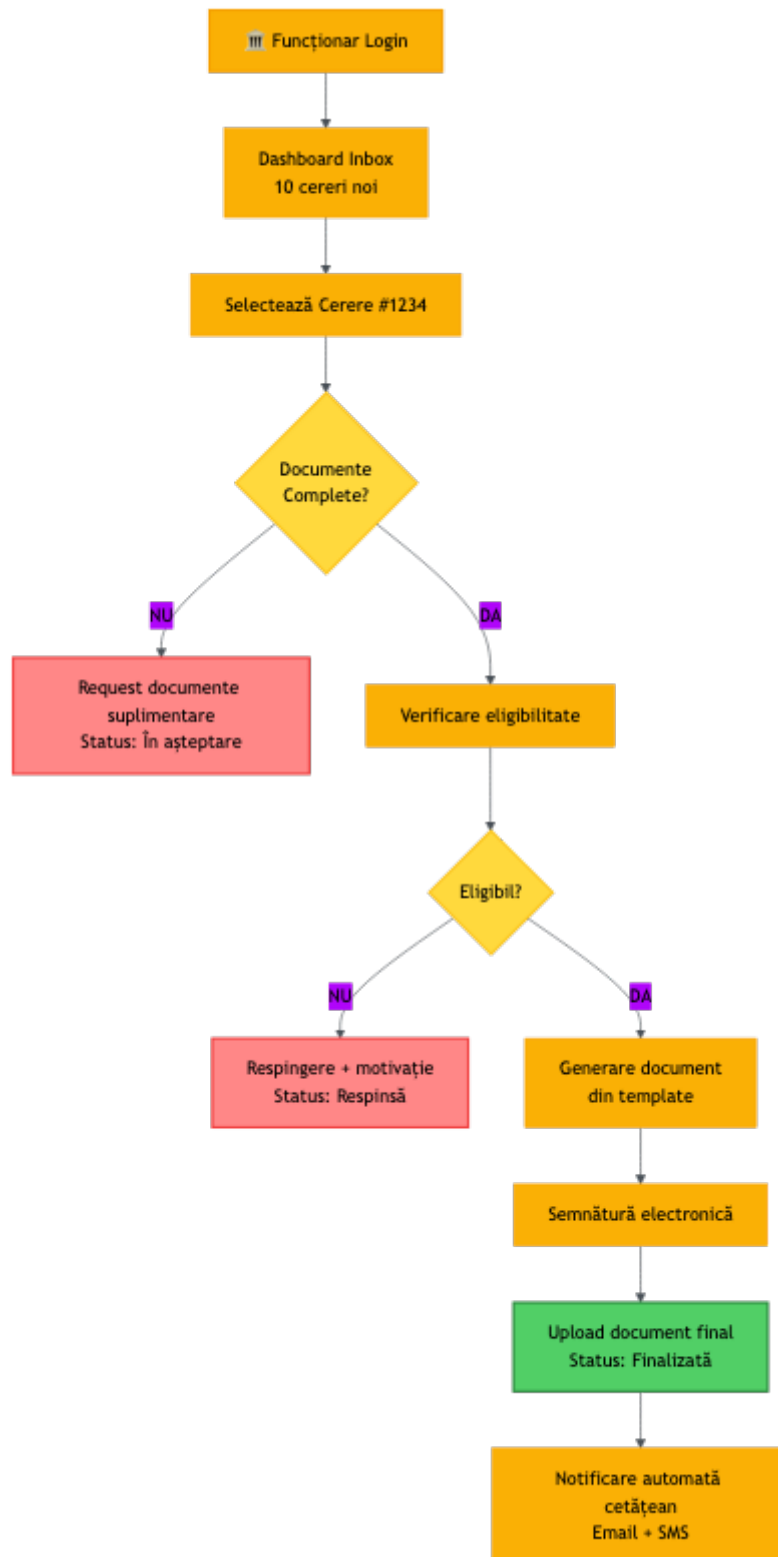 🏛 Funcționar Login
Dashboard Inbox
10 cereri noi
Selectează Cerere #1234
Documente
Complete?
NU
DA
Request documente
suplimentare
Status: În așteptare
Verificare eligibilitate
Eligibil?
NU
DA
Respingere + motivație
Status: Respinsă
Generare document
din template
Semnătură electronică
Upload document final
Status: Finalizată
Notificare automată
cetățean
Email + SMS